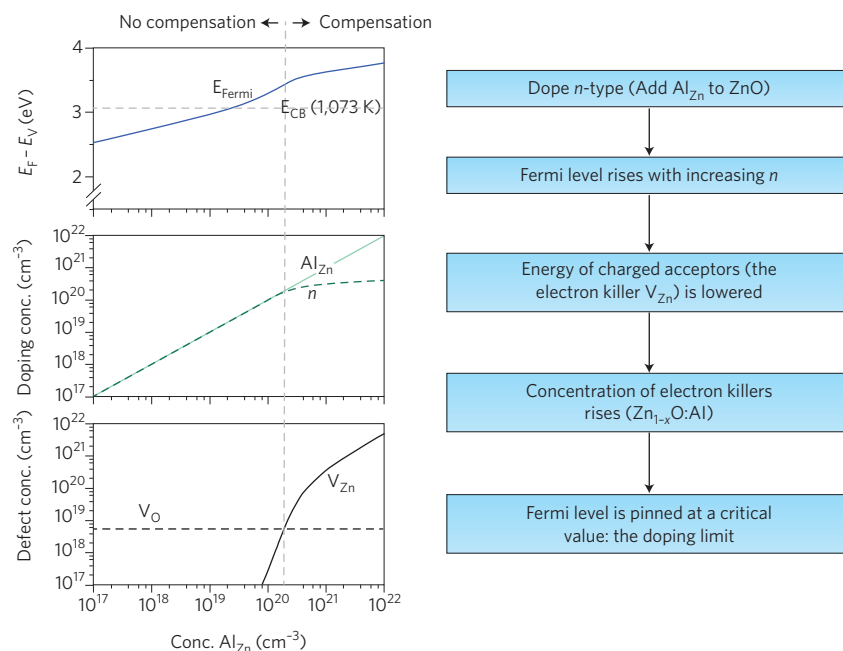 No compensation ← → Compensation
4
3
2
E_F – E_V (eV)
E_Fermi
E_CB (1,073 K)
10^22
10^21
10^20
10^19
10^18
10^17
Doping conc. (cm^–3)
Al_Zn
n
10^22
10^21
10^20
10^19
10^18
10^17
Defect conc. (cm^–3)
V_O
V_Zn
10^17 10^18 10^19 10^20 10^21 10^22
Conc. Al_Zn (cm^–3)
Dope n-type (Add Al_Zn to ZnO)
Fermi level rises with increasing n
Energy of charged acceptors (the
electron killer V_Zn) is lowered
Concentration of electron killers
rises (Zn_1–x O:Al)
Fermi level is pinned at a critical
value: the doping limit